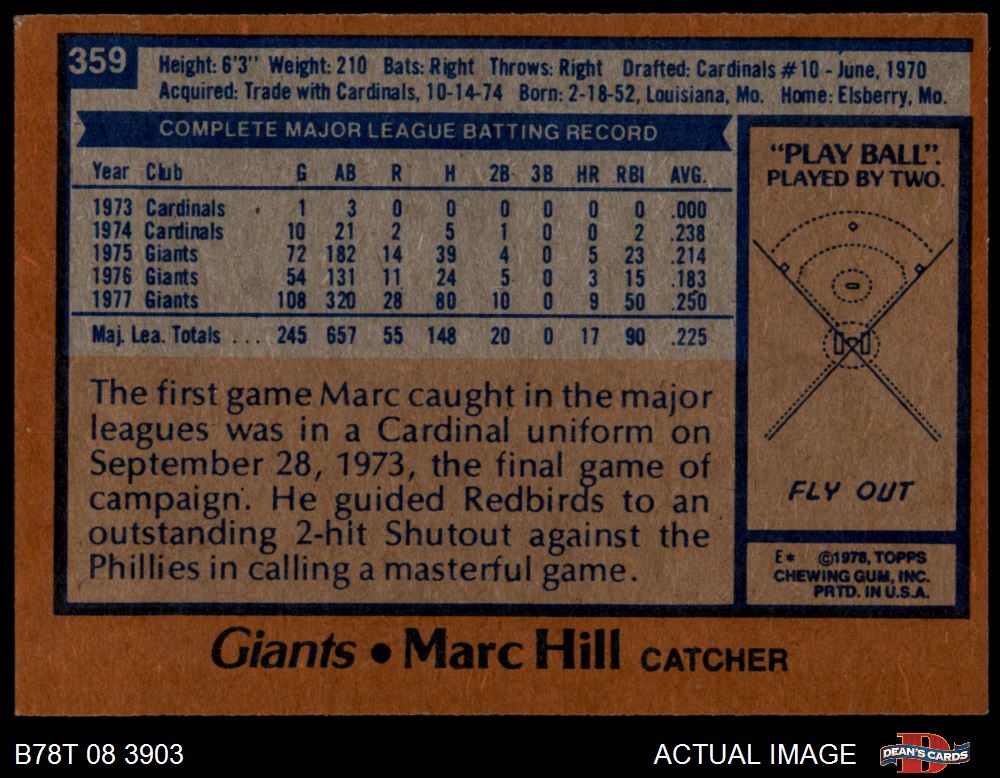 359
Height: 6'3" Weight: 210 Bats: Right Throws: Right Drafted: Cardinals #10 - June, 1970
Acquired: Trade with Cardinals, 10-14-74 Born: 2-18-52, Louisiana, Mo. Home: Elsberry, Mo.
COMPLETE MAJOR LEAGUE BATTING RECORD
Year Club G AB R H 2B 3B HR RBI AVG.
1973 Cardinals 1 3 0 0 0 0 0 0 .000
1974 Cardinals 10 21 2 5 1 0 0 2 .238
1975 Giants 72 182 14 39 4 0 5 23 .214
1976 Giants 54 131 11 24 5 0 3 15 .183
1977 Giants 108 320 28 80 10 0 9 50 .250
Maj. Lea. Totals ... 245 657 55 148 20 0 17 90 .225
The first game Marc caught in the major
leagues was in a Cardinal uniform on
September 28, 1973, the final game of
campaign. He guided Redbirds to an
outstanding 2-hit Shutout against the
Phillies in calling a masterful game.
"PLAY BALL".
PLAYED BY TWO.
FLY OUT
E* ©1978, TOPPS
CHEWING GUM, INC.
PRTD. IN U.S.A.
Giants • Marc Hill CATCHER
B78T 08 3903
ACTUAL IMAGE
DEAN'S CARDS